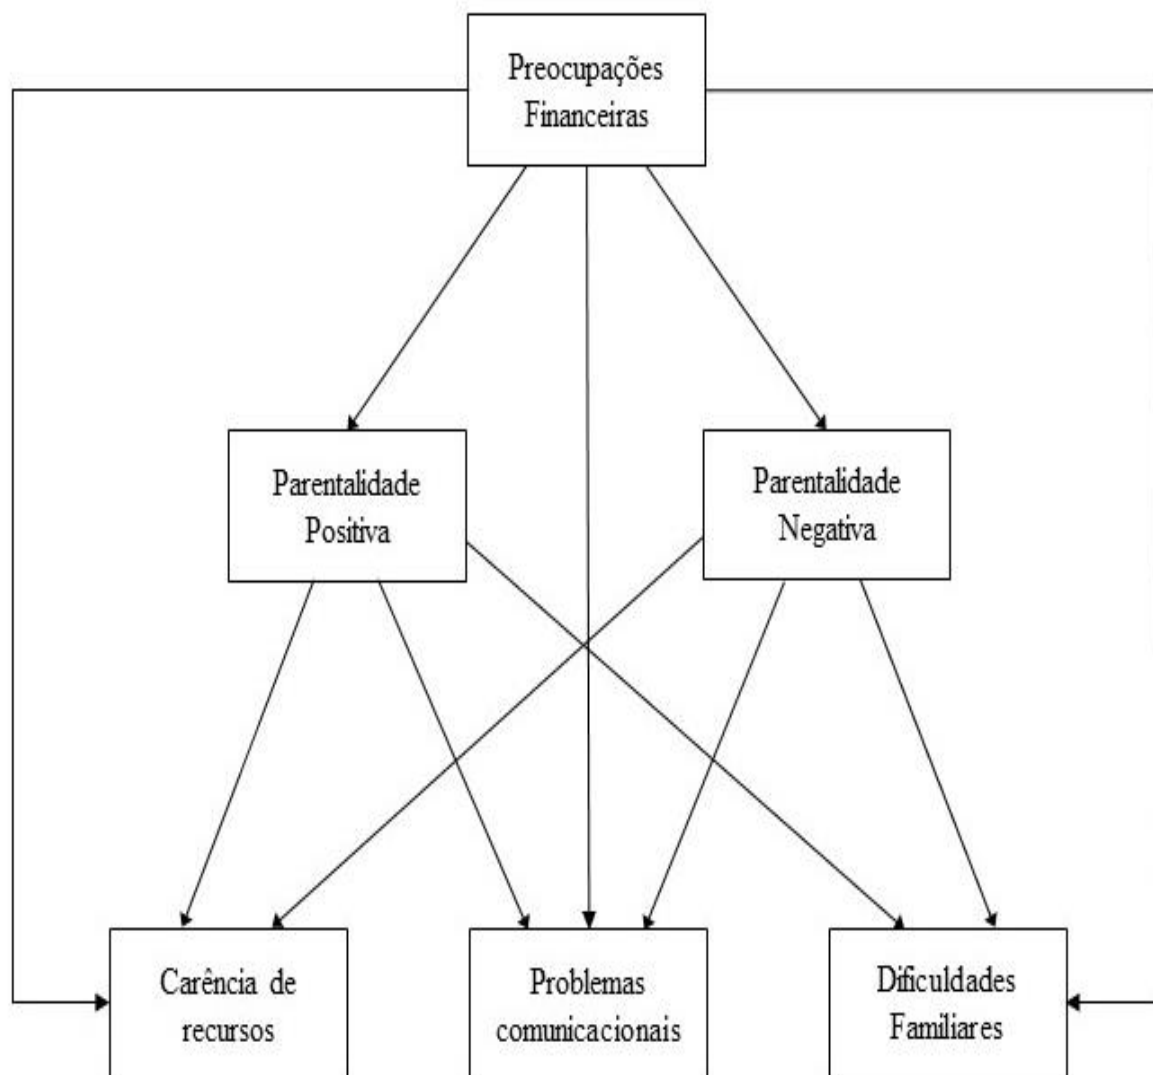 Preocupações
Financeiras
Parentalidade
Positiva
Parentalidade
Negativa
Carência de
recursos
Problemas
comunicacionais
Dificuldades
Familiares